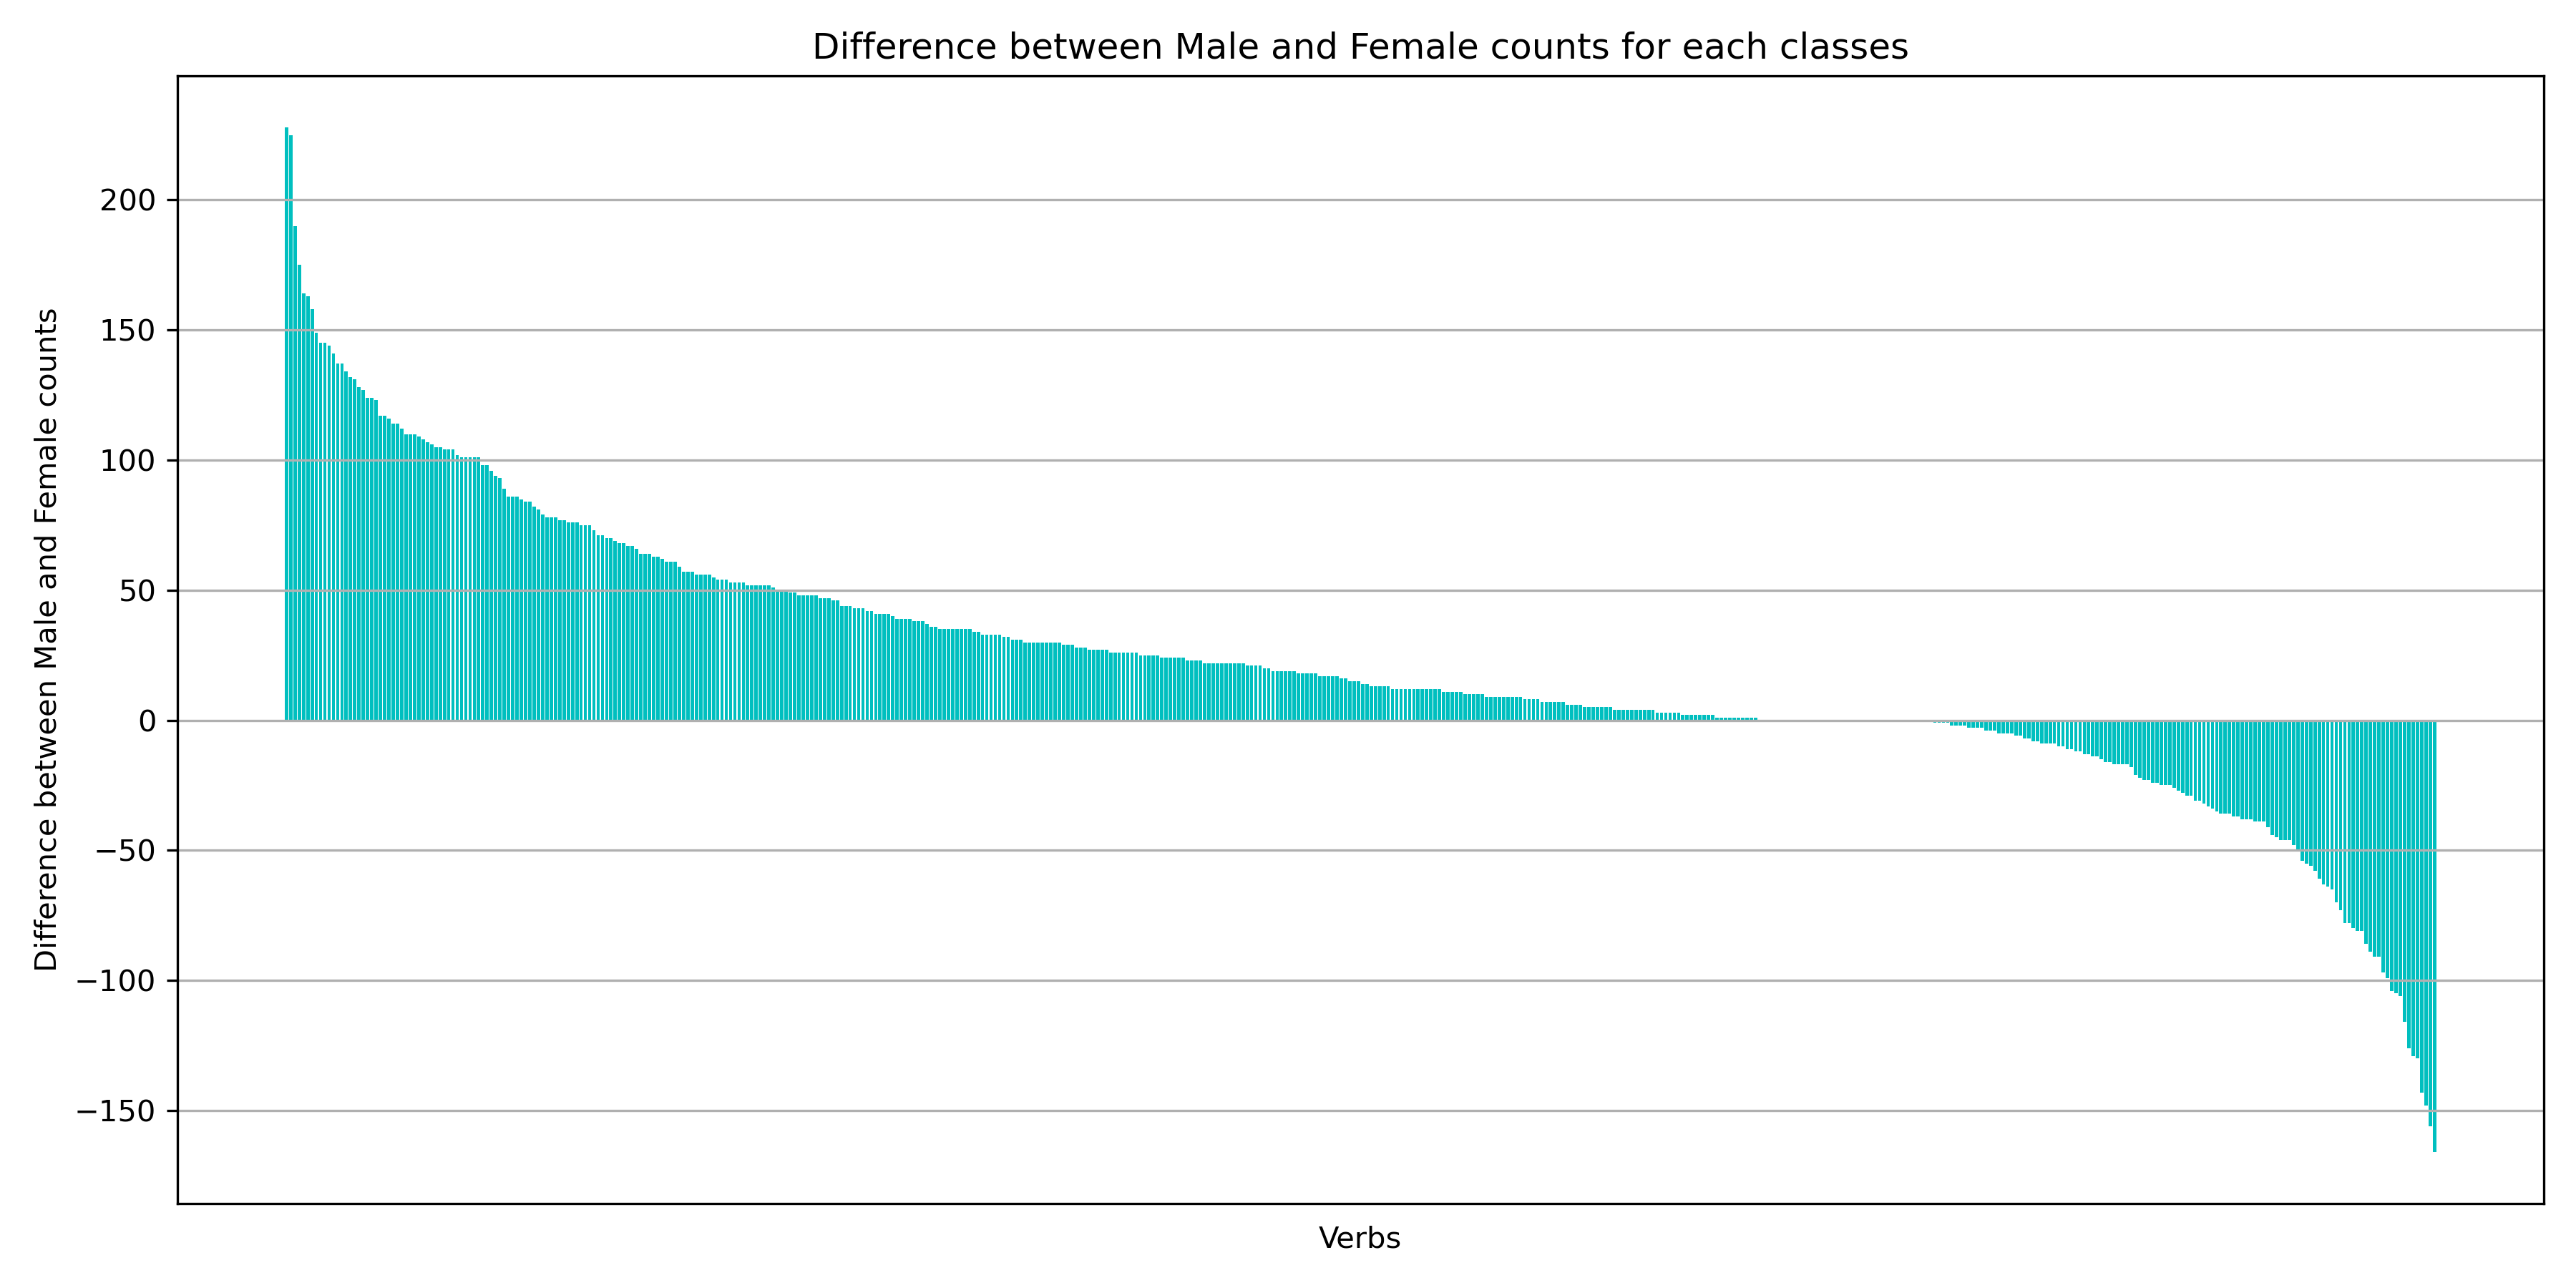 Difference between Male and Female counts for each classes
Difference between Male and Female counts
200
150
100
50
0
−50
−100
−150
Verbs